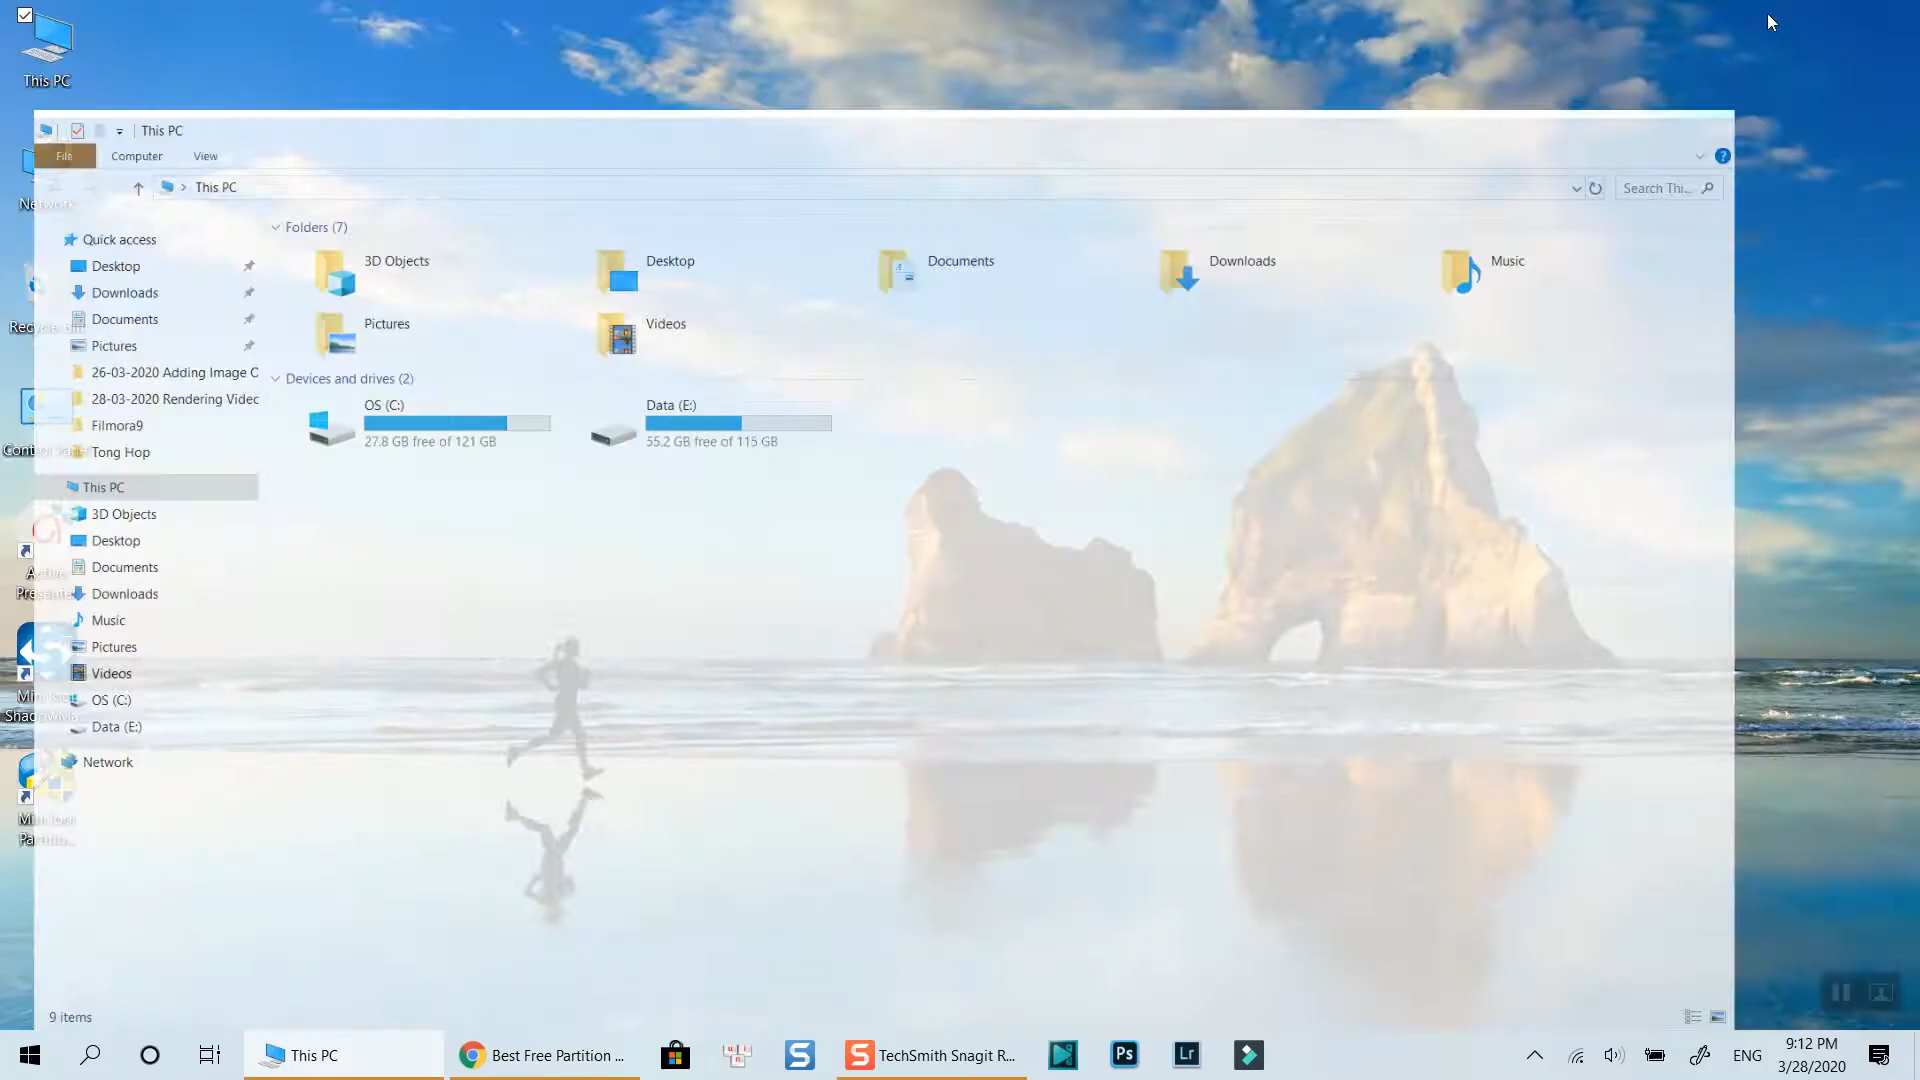 This PC
This PC
File
Computer
View
This PC
Search Thi...
Network
Quick access
Desktop
Downloads
Documents
Pictures
26-03-2020 Adding Image O
28-03-2020 Rendering Videc
Filmora9
Tong Hop
This PC
3D Objects
Desktop
Documents
Downloads
Music
Pictures
Videos
OS (C:)
Data (E:)
Network
Folders (7)
3D Objects
Desktop
Documents
Downloads
Music
Pictures
Videos
Devices and drives (2)
OS (C:)
27.8 GB free of 121 GB
Data (E:)
55.2 GB free of 115 GB
9 items
This PC
Best Free Partition ...
TechSmith Snagit R...
Ps
Lr
ENG
9:12 PM
3/28/2020